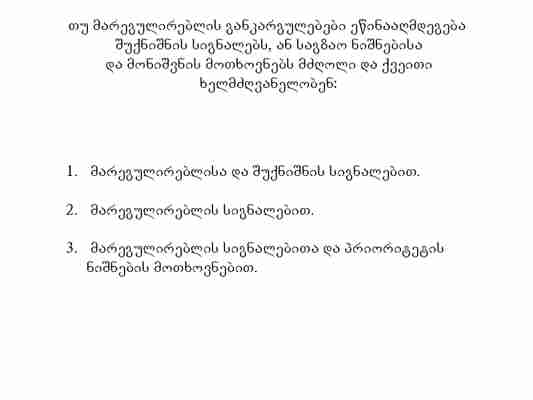 თუ მარეგულირებლის განკარგულებები ეწინააღმდეგება
შუქნიშნის სიგნალებს, ან საგზაო ნიშნებისა
და მონიშვნის მოთხოვნებს მძღოლი და ქვეითი
ხელმძღვანელობენ:
1. მარეგულირებლისა და შუქნიშნის სიგნალებით.
2. მარეგულირებლის სიგნალებით.
3. მარეგულირებლის სიგნალებითა და პრიორიტეტის
ნიშნების მოთხოვნებით.